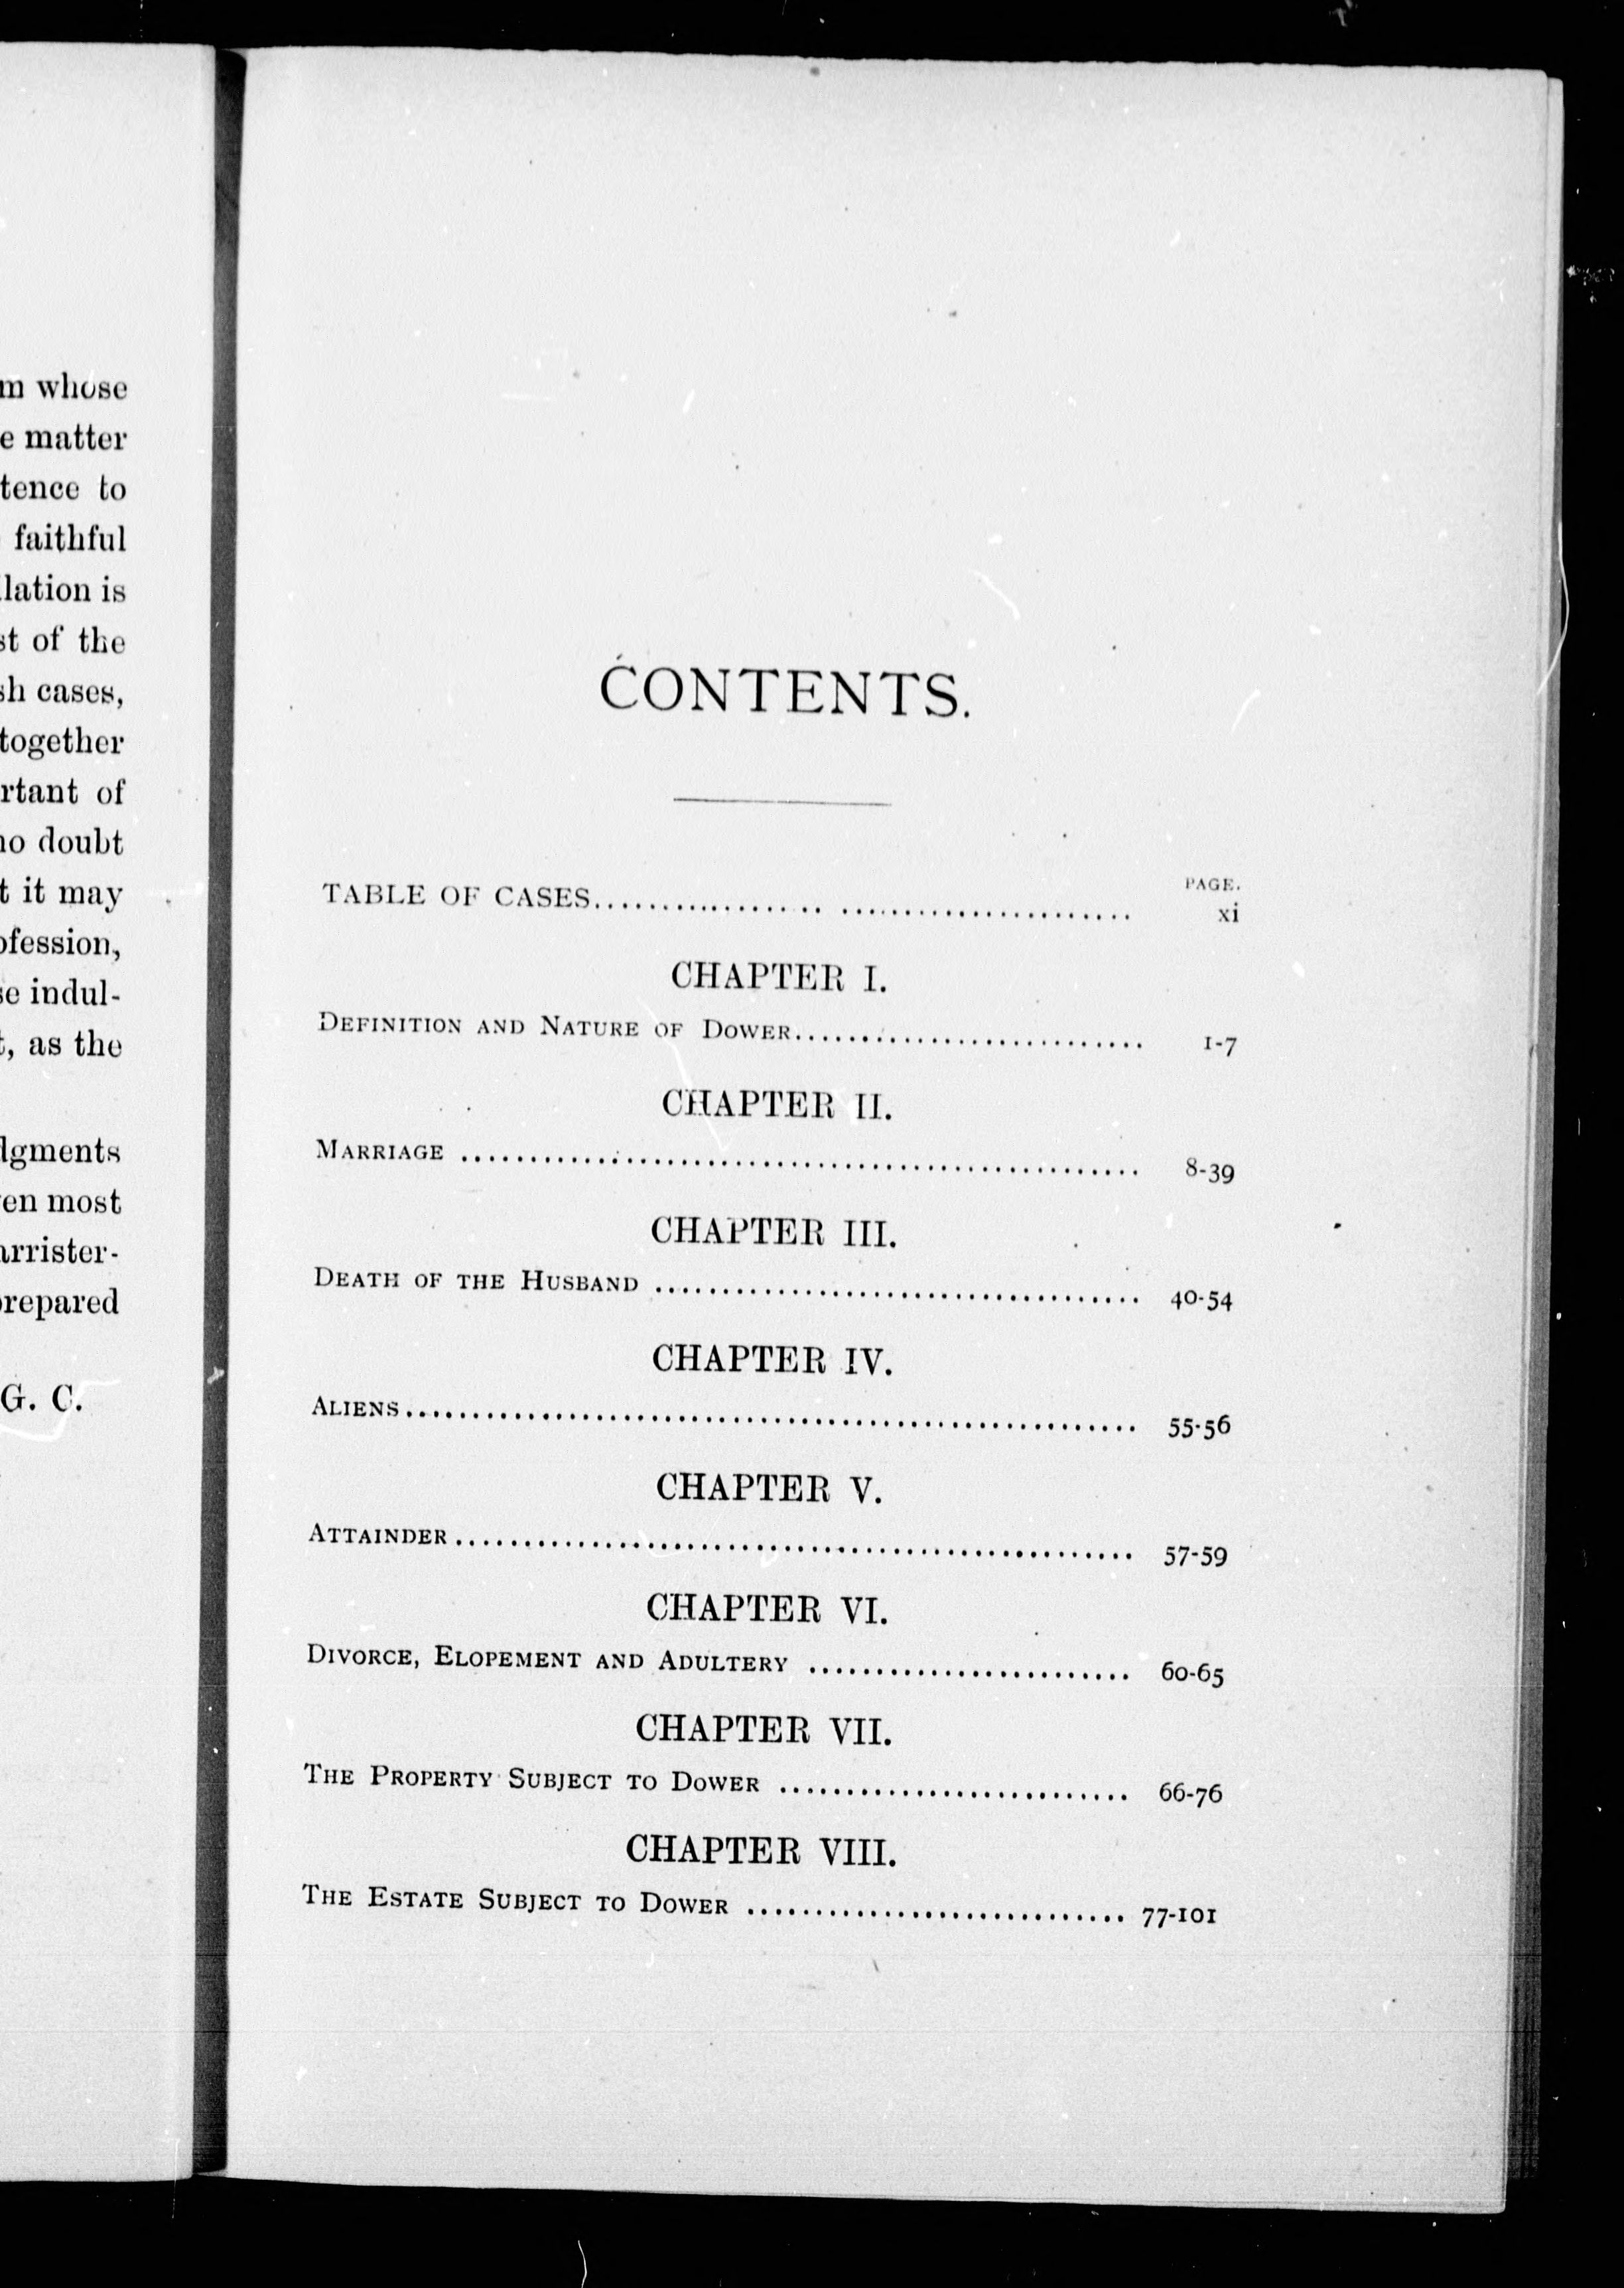 m whose
e matter
tence to
faithful
lation is
st of the
sh cases,
together
rtant of
no doubt
t it may
ofession,
se indul-
t, as the
dgments
en most
arrister-
prepared
G. C.
CONTENTS.
PAGE.
TABLE OF CASES.......................................... xi
CHAPTER I.
DEFINITION AND NATURE OF DOWER.......................... 1-7
CHAPTER II.
MARRIAGE .................................................. 8-39
CHAPTER III.
DEATH OF THE HUSBAND .................................... 40-54
CHAPTER IV.
ALIENS...................................................... 55-56
CHAPTER V.
ATTAINDER.................................................. 57-59
CHAPTER VI.
DIVORCE, ELOPEMENT AND ADULTERY ........................ 60-65
CHAPTER VII.
THE PROPERTY SUBJECT TO DOWER .......................... 66-76
CHAPTER VIII.
THE ESTATE SUBJECT TO DOWER ............................ 77-101